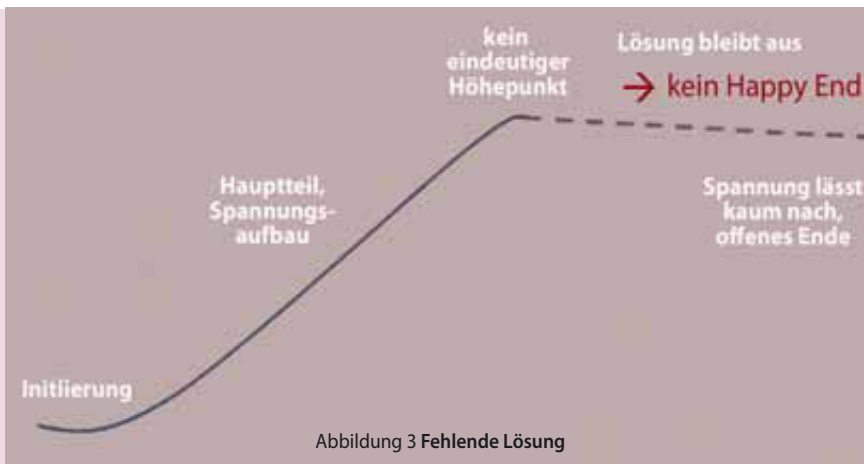 kein
eindeutiger
Höhepunkt
Lösung bleibt aus
→ kein Happy End
Hauptteil,
Spannungs-
aufbau
Spannung lässt
kaum nach,
offenes Ende
Initiierung
Abbildung 3 Fehlende Lösung